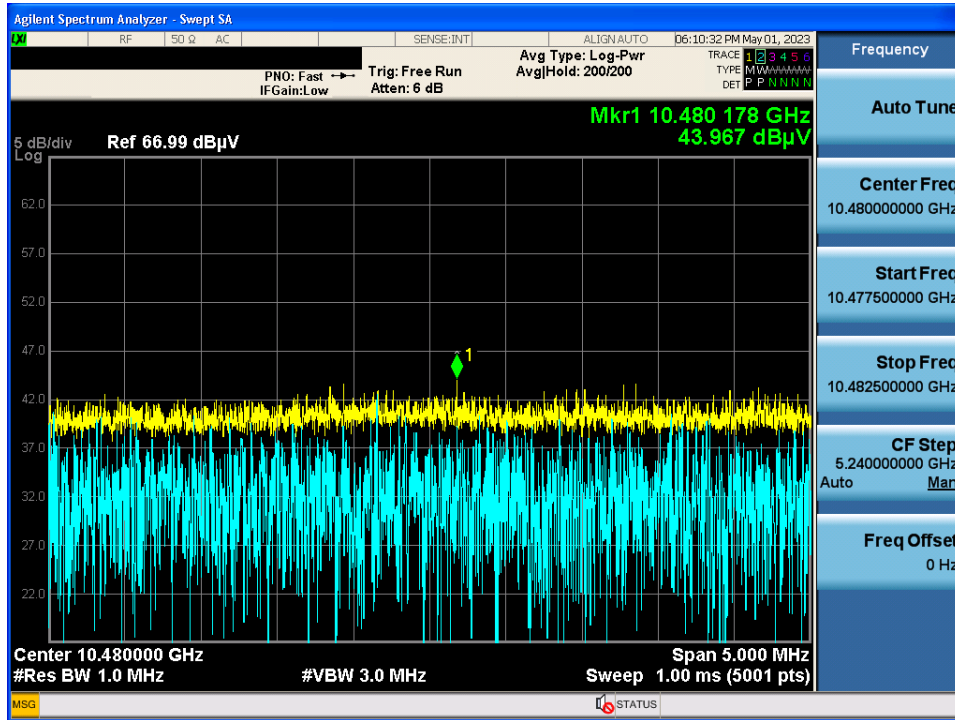 Agilent Spectrum Analyzer - Swept SA
LXI RF 50 Ω AC SENSE:INT ALIGN AUTO 06:10:32 PM May 01, 2023
PNO: Fast Trig: Free Run Avg Type: Log-Pwr TRACE 1 2 3 4 5 6
IFGain:Low Atten: 6 dB Avg|Hold: 200/200 TYPE M W
DET P P N N N N
Mkr1 10.480 178 GHz
43.967 dBµV
5 dB/div Ref 66.99 dBµV
Log
62.0
57.0
52.0
47.0
1
42.0
37.0
32.0
27.0
22.0
Center 10.480000 GHz Span 5.000 MHz
#Res BW 1.0 MHz #VBW 3.0 MHz Sweep 1.00 ms (5001 pts)
MSG STATUS
Frequency
Auto Tune
Center Freq
10.480000000 GHz
Start Freq
10.477500000 GHz
Stop Freq
10.482500000 GHz
CF Step
5.240000000 GHz
Auto Man
Freq Offset
0 Hz